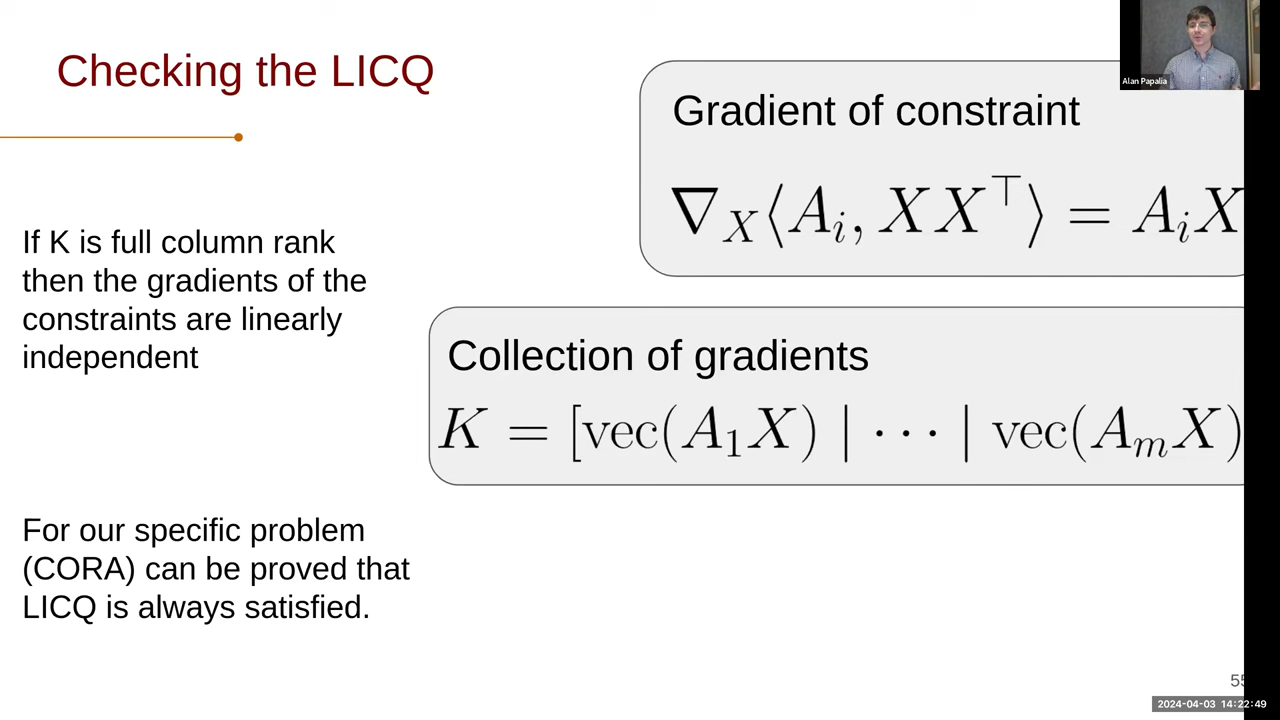 Checking the LICQ
Alan Papalia
Gradient of constraint
∇_X⟨A_i, XX^⊤⟩ = A_iX
If K is full column rank
then the gradients of the
constraints are linearly
independent
Collection of gradients
K = [vec(A_1X) | ··· | vec(A_mX)
For our specific problem
(CORA) can be proved that
LICQ is always satisfied.
55
2024-04-03 14:22:49